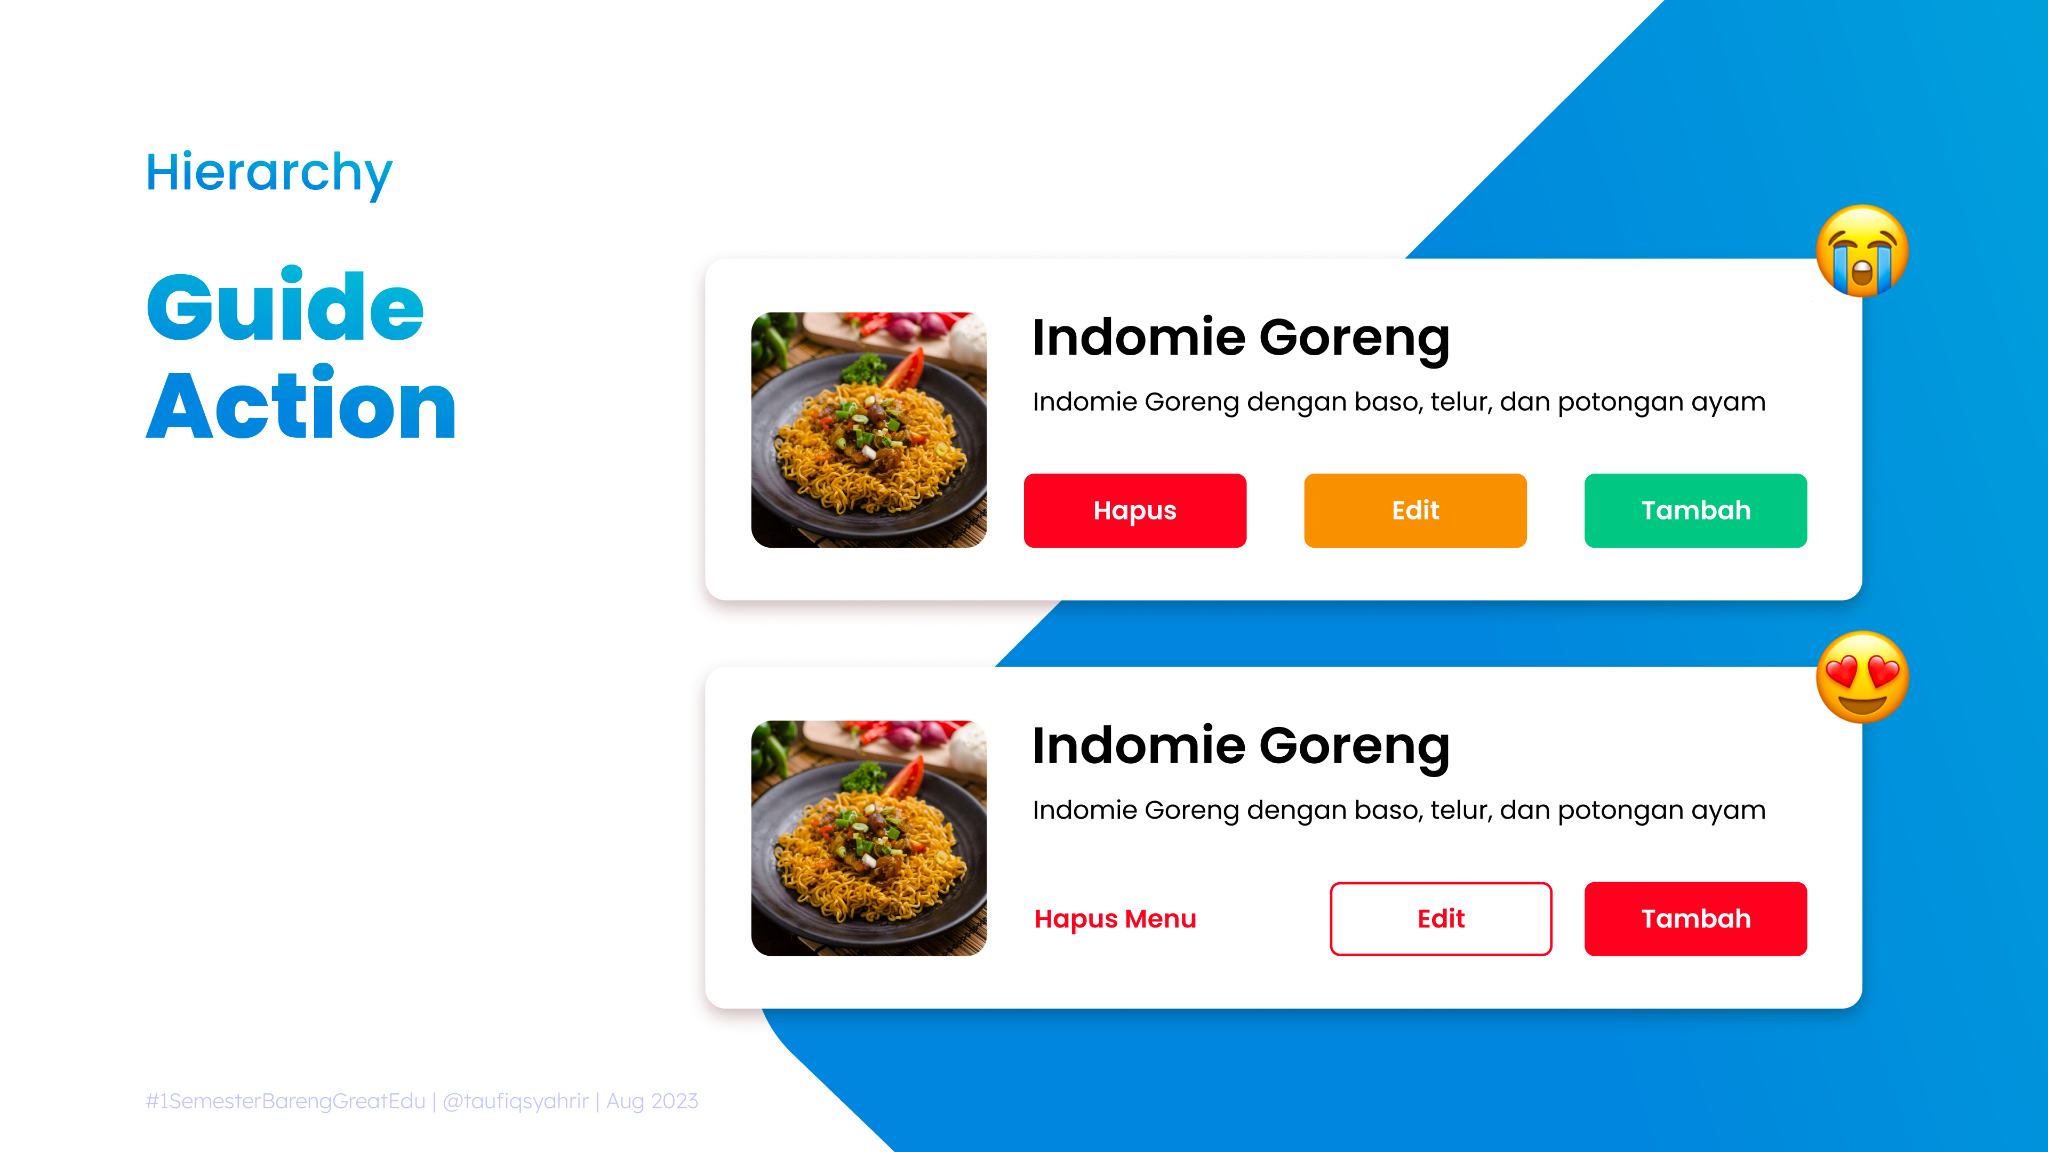 Hierarchy
Guide
Action
Indomie Goreng
Indomie Goreng dengan baso, telur, dan potongan ayam
Hapus
Edit
Tambah
Indomie Goreng
Indomie Goreng dengan baso, telur, dan potongan ayam
Hapus Menu
Edit
Tambah
#1SemesterBarengGreatEdu | @taufiqsyahrir | Aug 2023